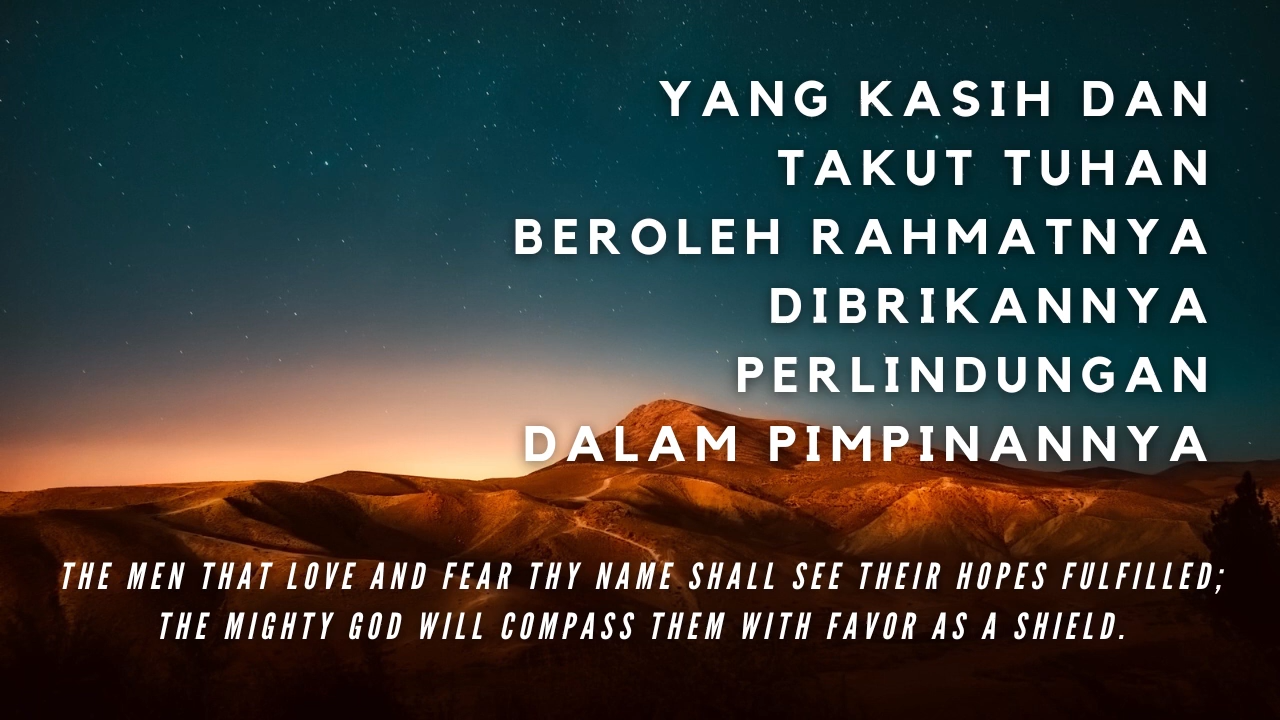 YANG KASIH DAN
TAKUT TUHAN
BEROLEH RAHMATNYA
DIBRIKANNYA
PERLINDUNGAN
DALAM PIMPINANNYA
THE MEN THAT LOVE AND FEAR THY NAME SHALL SEE THEIR HOPES FULFILLED;
THE MIGHTY GOD WILL COMPASS THEM WITH FAVOR AS A SHIELD.